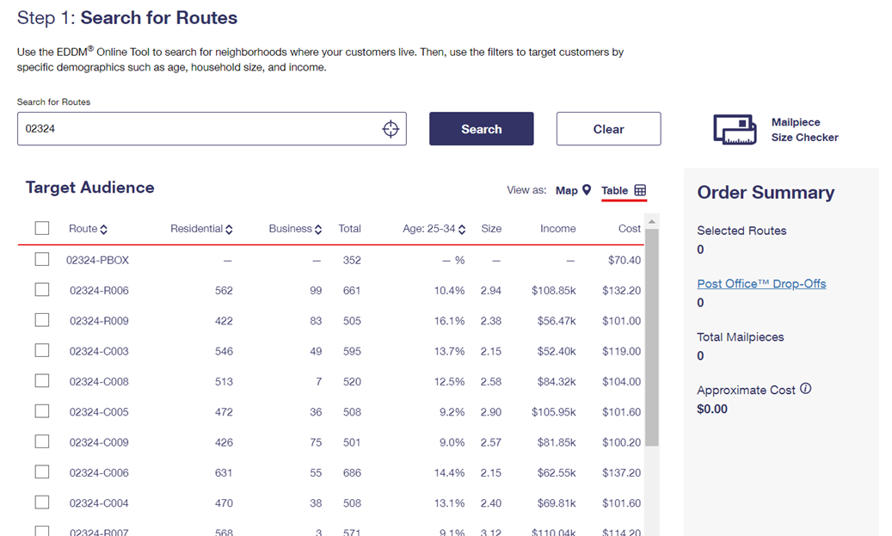 Step 1: Search for Routes
Use the EDDM® Online Tool to search for neighborhoods where your customers live. Then, use the filters to target customers by
specific demographics such as age, household size, and income.
Search for Routes
02324
Search
Clear
Mailpiece
Size Checker
Target Audience
View as: Map Table
Route Residential Business Total Age: 25-34 Size Income Cost
02324-PBOX — — 352 — % — — $70.40
02324-R006 562 99 661 10.4% 2.94 $108.85k $132.20
02324-R009 422 83 505 16.1% 2.38 $56.47k $101.00
02324-C003 546 49 595 13.7% 2.15 $52.40k $119.00
02324-C008 513 7 520 12.5% 2.58 $84.32k $104.00
02324-C005 472 36 508 9.2% 2.90 $105.95k $101.60
02324-C009 426 75 501 9.0% 2.57 $81.85k $100.20
02324-C006 631 55 686 14.4% 2.15 $62.55k $137.20
02324-C004 470 38 508 13.1% 2.40 $69.81k $101.60
02324-R007 568 3 571 9.1% 3.12 $110.04k $114.20
Order Summary
Selected Routes
0
Post Office™ Drop-Offs
0
Total Mailpieces
0
Approximate Cost
$0.00